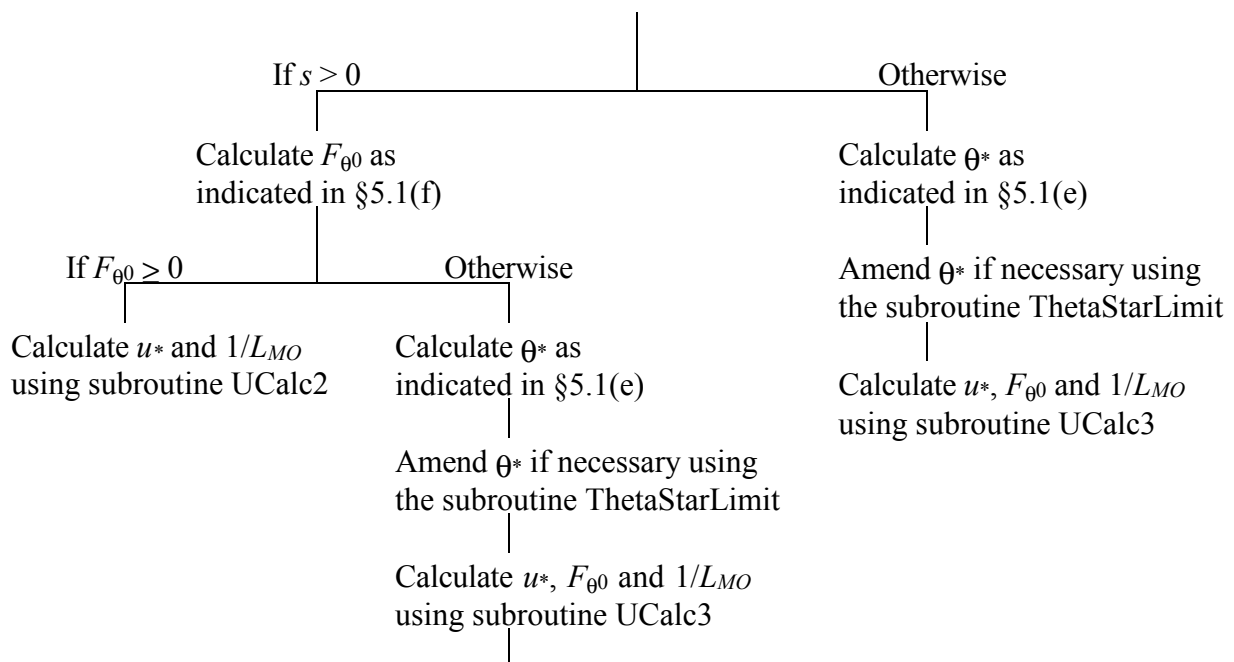 If s > 0
Otherwise
Calculate Fθ0 as
indicated in §5.1(f)
Calculate θ* as
indicated in §5.1(e)
If Fθ0 ≥ 0
Otherwise
Amend θ* if necessary using
the subroutine ThetaStarLimit
Calculate u* and 1/LMO
using subroutine UCalc2
Calculate θ* as
indicated in §5.1(e)
Calculate u*, Fθ0 and 1/LMO
using subroutine UCalc3
Amend θ* if necessary using
the subroutine ThetaStarLimit
Calculate u*, Fθ0 and 1/LMO
using subroutine UCalc3